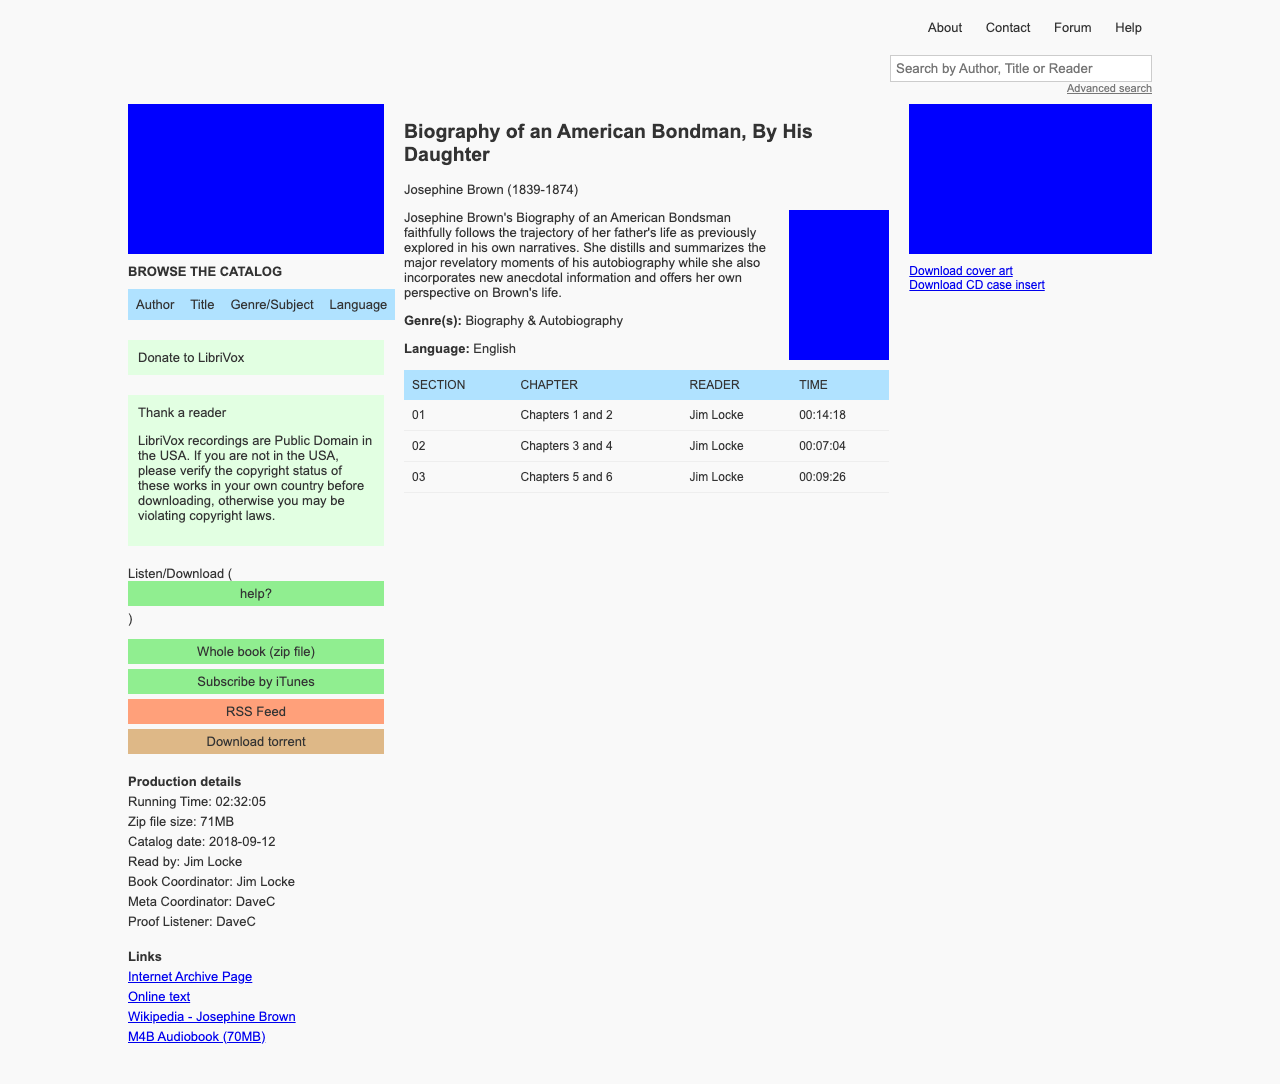 About Contact Forum Help
Search by Author, Title or Reader
Advanced search
BROWSE THE CATALOG
Author Title Genre/Subject Language
Donate to LibriVox
Thank a reader
LibriVox recordings are Public Domain in
the USA. If you are not in the USA,
please verify the copyright status of
these works in your own country before
downloading, otherwise you may be
violating copyright laws.
Listen/Download (
help?
)
Whole book (zip file)
Subscribe by iTunes
RSS Feed
Download torrent
Production details
Running Time: 02:32:05
Zip file size: 71MB
Catalog date: 2018-09-12
Read by: Jim Locke
Book Coordinator: Jim Locke
Meta Coordinator: DaveC
Proof Listener: DaveC
Links
Internet Archive Page
Online text
Wikipedia - Josephine Brown
M4B Audiobook (70MB)
Biography of an American Bondman, By His
Daughter
Josephine Brown (1839-1874)
Josephine Brown's Biography of an American Bondsman
faithfully follows the trajectory of her father's life as previously
explored in his own narratives. She distills and summarizes the
major revelatory moments of his autobiography while she also
incorporates new anecdotal information and offers her own
perspective on Brown's life.
Genre(s): Biography & Autobiography
Language: English
SECTION CHAPTER READER TIME
01 Chapters 1 and 2 Jim Locke 00:14:18
02 Chapters 3 and 4 Jim Locke 00:07:04
03 Chapters 5 and 6 Jim Locke 00:09:26
Download cover art
Download CD case insert